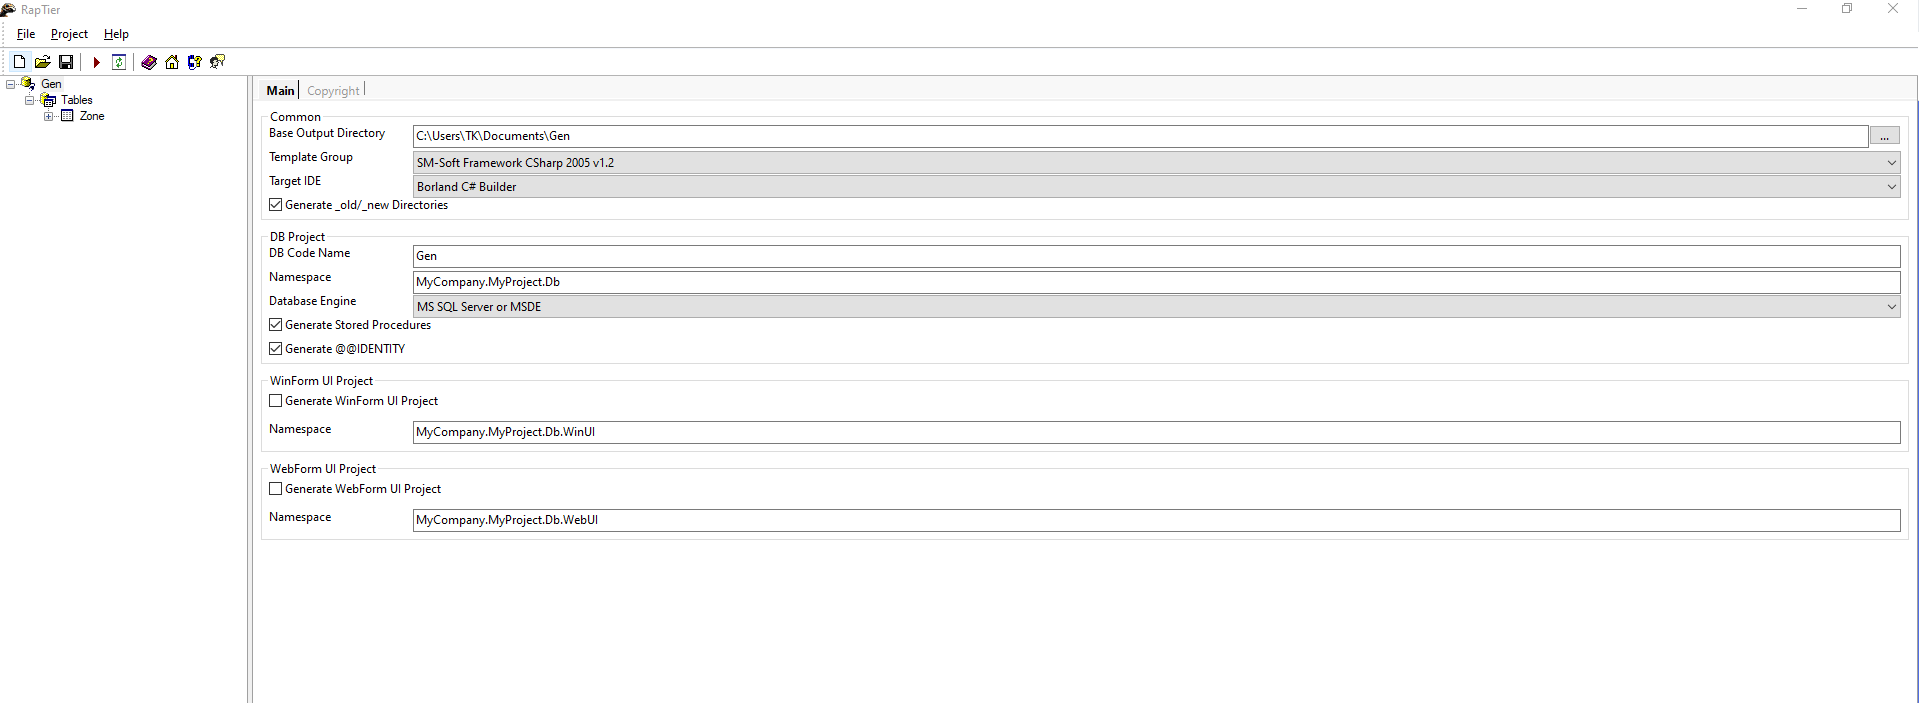 RapTier
File Project Help
Gen
Tables
Zone
Main Copyright
Common
Base Output Directory C:\Users\TK\Documents\Gen ...
Template Group SM-Soft Framework CSharp 2005 v1.2
Target IDE Borland C# Builder
Generate _old/_new Directories
DB Project
DB Code Name Gen
Namespace MyCompany.MyProject.Db
Database Engine MS SQL Server or MSDE
Generate Stored Procedures
Generate @@IDENTITY
WinForm UI Project
Generate WinForm UI Project
Namespace MyCompany.MyProject.Db.WinUI
WebForm UI Project
Generate WebForm UI Project
Namespace MyCompany.MyProject.Db.WebUI